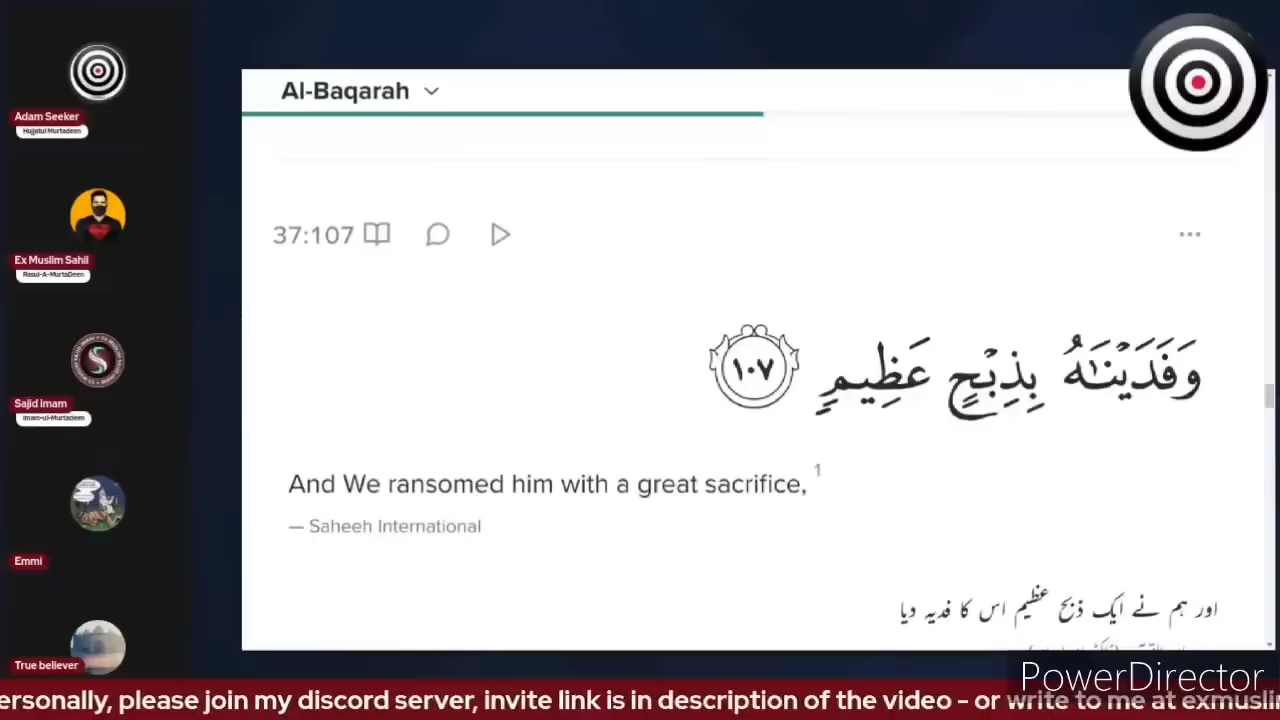 Adam Seeker
Hujjatul Murtadeen
Ex Muslim Sahil
Rasul-A-MurtaDeen
Sajid Imam
Imam-ul-Murtadeen
Emmi
True believer
Al-Baqarah
37:107
وَفَدَيْنَـٰهُ بِذِبْحٍ عَظِيمٍۢ ١٠٧
And We ransomed him with a great sacrifice, 1
— Saheeh International
اور ہم نے ایک ذبح عظیم اس کا فدیہ دیا
PowerDirector
ersonally, please join my discord server, invite link is in description of the video - or write to me at exmusli